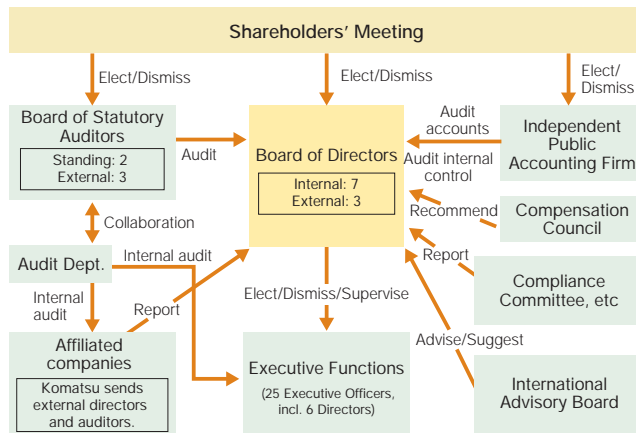 Shareholders' Meeting
Elect/Dismiss
Elect/Dismiss
Elect/
Dismiss
Board of Statutory
Auditors
Standing: 2
External: 3
Audit
Board of Directors
Internal: 7
External: 3
Audit
accounts
Audit internal
control
Independent
Public
Accounting Firm
Recommend
Compensation
Council
Collaboration
Audit Dept.
Internal audit
Report
Compliance
Committee, etc
Internal
audit
Report
Elect/Dismiss/Supervise
Advise/Suggest
Affiliated
companies
Komatsu sends
external directors
and auditors.
Executive Functions
(25 Executive Officers,
incl. 6 Directors)
International
Advisory Board